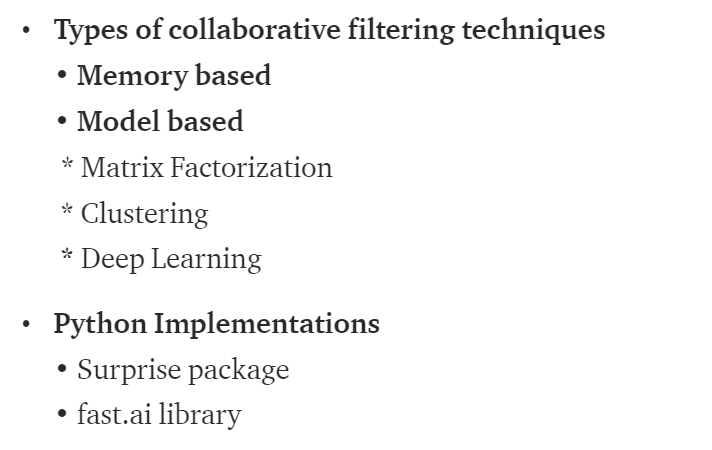 • Types of collaborative filtering techniques
• Memory based
• Model based
* Matrix Factorization
* Clustering
* Deep Learning
• Python Implementations
• Surprise package
• fast.ai library